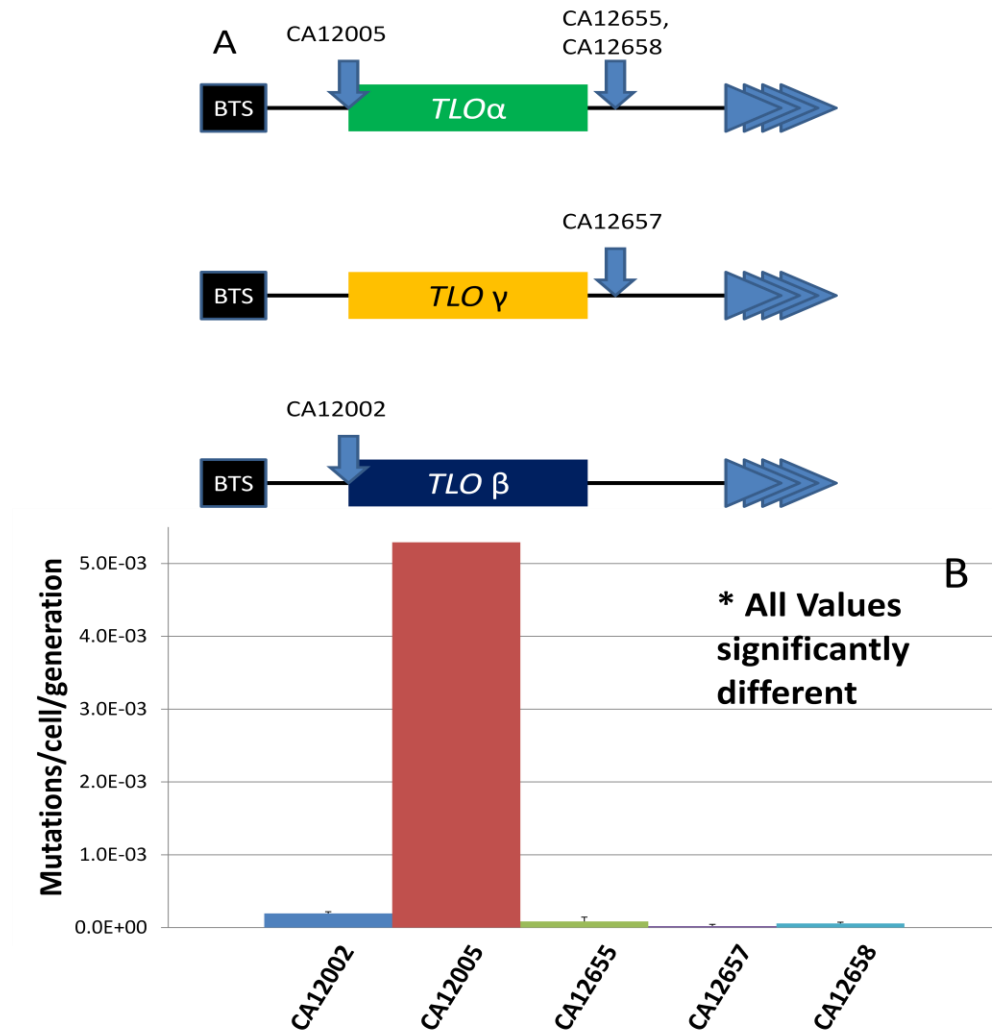 A
CA12005
CA12655,
CA12658
BTS
TLOα
CA12657
BTS
TLO γ
CA12002
BTS
TLO β
B
* All Values
significantly
different
Mutations/cell/generation
5.0E-03
4.0E-03
3.0E-03
2.0E-03
1.0E-03
0.0E+00
CA12002
CA12005
CA12655
CA12657
CA12658